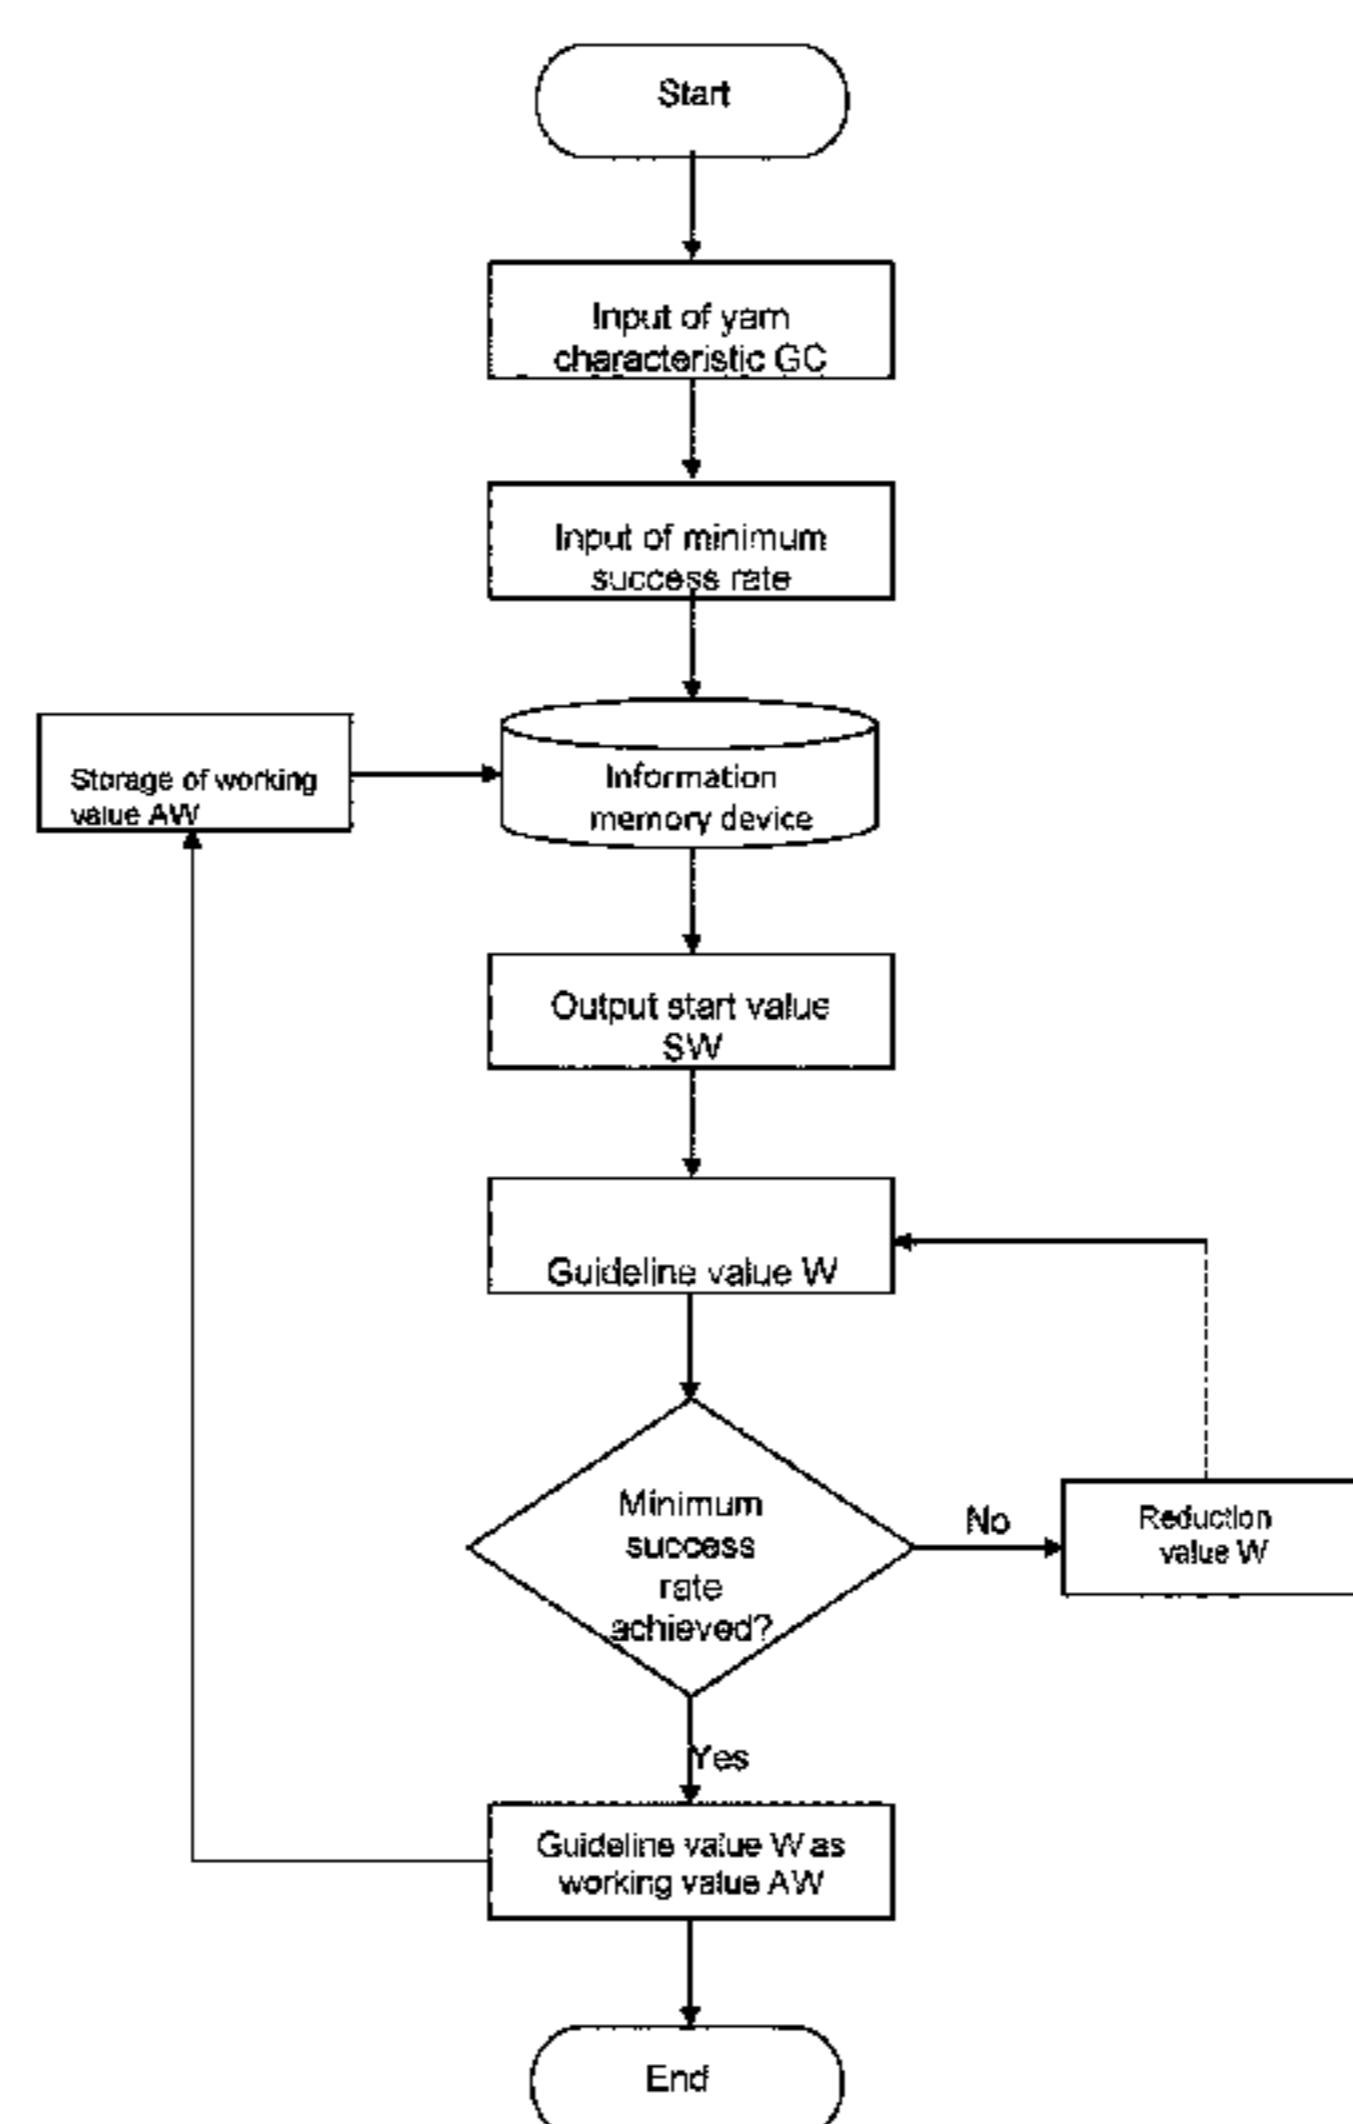 Start
Input of yarn
characteristic GC
Input of minimum
success rate
Storage of working
value AW
Information
memory device
Output start value
SW
Guideline value W
Minimum
success
rate
achieved?
No
Reduction
value W
Yes
Guideline value W as
working value AW
End